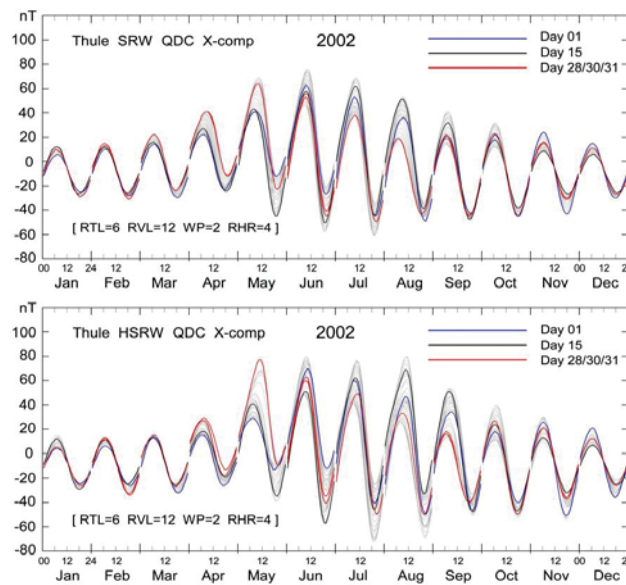 nT
Thule SRW QDC X-comp 2002 Day 01
Day 15
Day 28/30/31
100
80
60
40
20
0
-20
-40
-60
-80
[ RTL=6 RVL=12 WP=2 RHR=4 ]
00 12 24 12 12 12 12 12 12 12 12 12 12 00 12
Jan Feb Mar Apr May Jun Jul Aug Sep Oct Nov Dec
nT
Thule HSRW QDC X-comp 2002 Day 01
Day 15
Day 28/30/31
100
80
60
40
20
0
-20
-40
-60
-80
[ RTL=6 RVL=12 WP=2 RHR=4 ]
00 12 24 12 12 12 12 12 12 12 12 12 12 00 12
Jan Feb Mar Apr May Jun Jul Aug Sep Oct Nov Dec